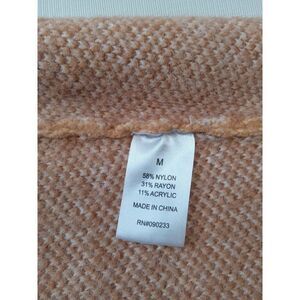 M
58% NYLON
31% RAYON
11% ACRYLIC
MADE IN CHINA
RN#090233